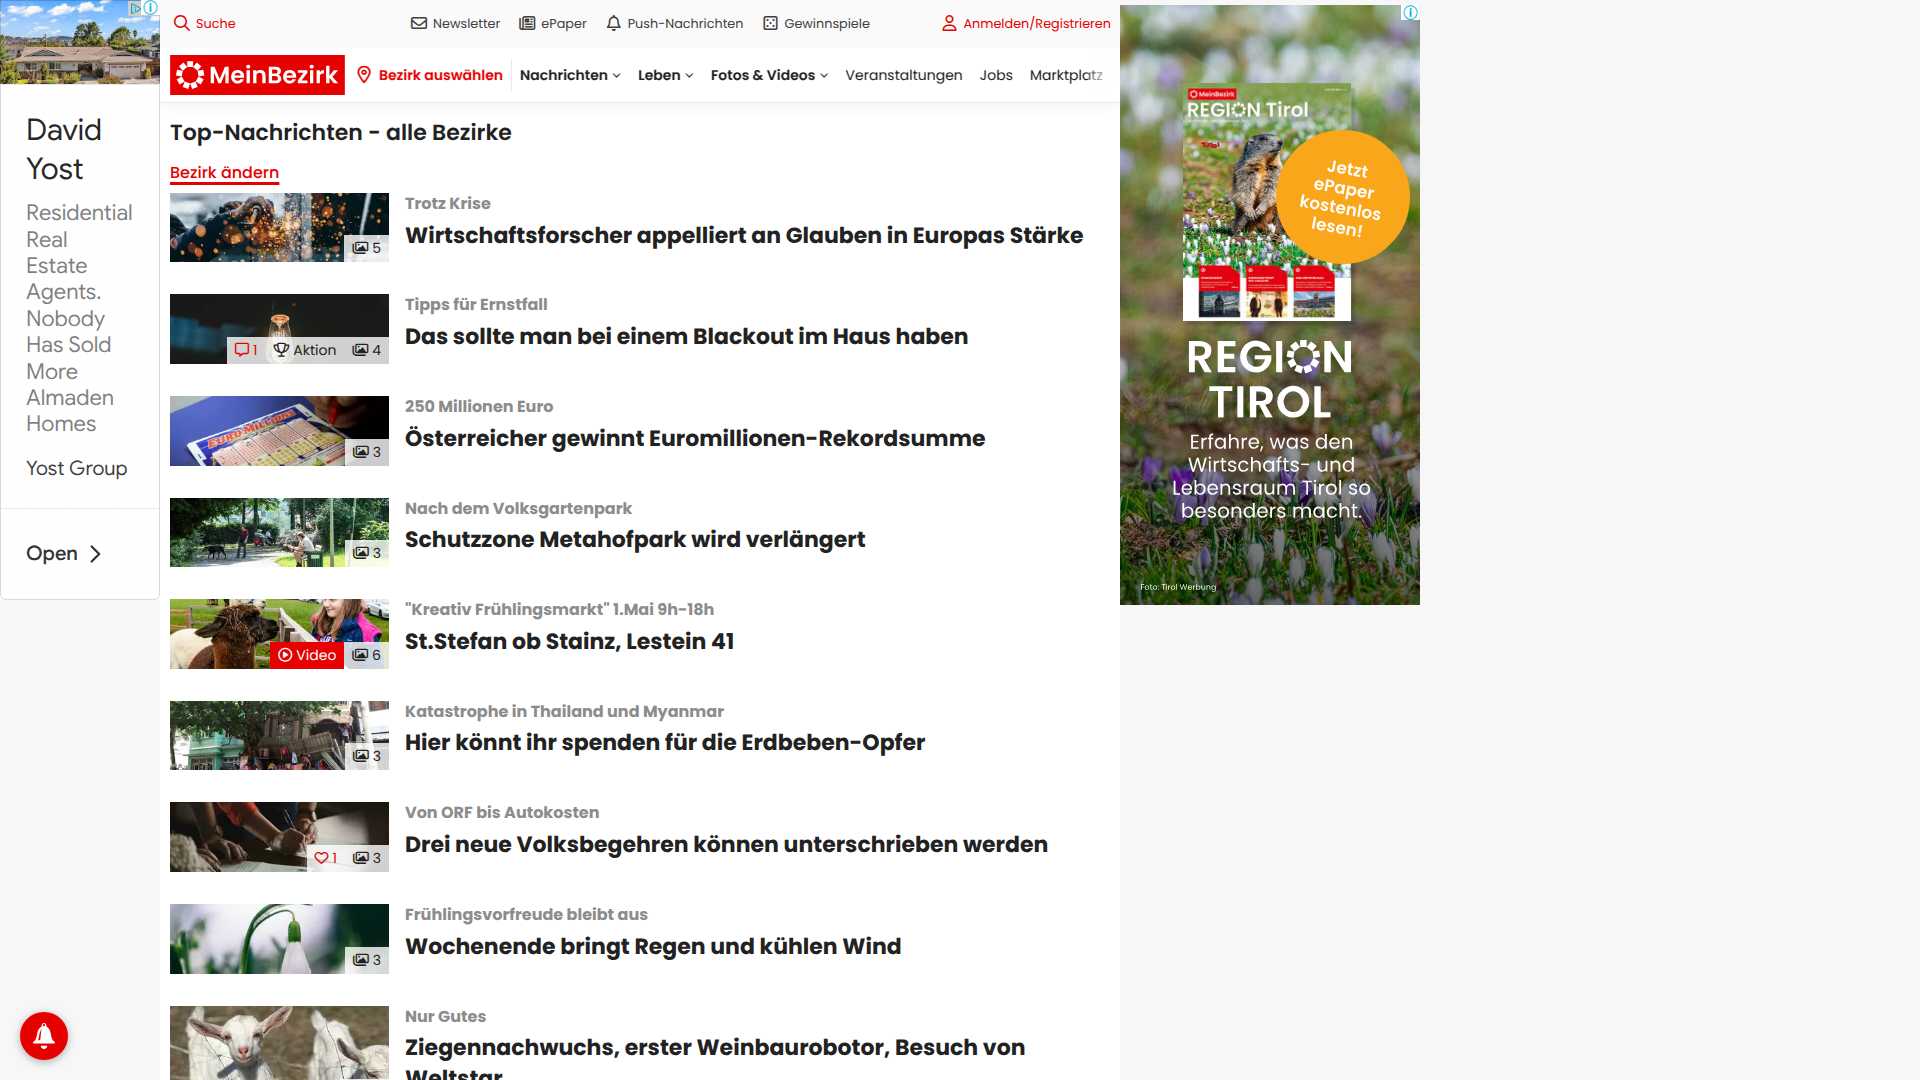 Suche
Newsletter
ePaper
Push-Nachrichten
Gewinnspiele
Anmelden/Registrieren
MeinBezirk
Bezirk auswählen
Nachrichten
Leben
Fotos & Videos
Veranstaltungen
Jobs
Marktplatz
David
Yost
Residential
Real
Estate
Agents.
Nobody
Has Sold
More
Almaden
Homes
Yost Group
Open
Top-Nachrichten - alle Bezirke
Bezirk ändern
5
Trotz Krise
Wirtschaftsforscher appelliert an Glauben in Europas Stärke
1 Aktion 4
Tipps für Ernstfall
Das sollte man bei einem Blackout im Haus haben
EURO MILLIONS
3
250 Millionen Euro
Österreicher gewinnt Euromillionen-Rekordsumme
3
Nach dem Volksgartenpark
Schutzzone Metahofpark wird verlängert
Video 6
"Kreativ Frühlingsmarkt" 1.Mai 9h-18h
St.Stefan ob Stainz, Lestein 41
3
Katastrophe in Thailand und Myanmar
Hier könnt ihr spenden für die Erdbeben-Opfer
1 3
Von ORF bis Autokosten
Drei neue Volksbegehren können unterschrieben werden
3
Frühlingsvorfreude bleibt aus
Wochenende bringt Regen und kühlen Wind
Nur Gutes
Ziegennachwuchs, erster Weinbaurobotor, Besuch von
Weltstar
MeinBezirk
REGION Tirol
Jetzt
ePaper
kostenlos
lesen!
REGION
TIROL
Erfahre, was den
Wirtschafts- und
Lebensraum Tirol so
besonders macht.
Foto: Tirol Werbung